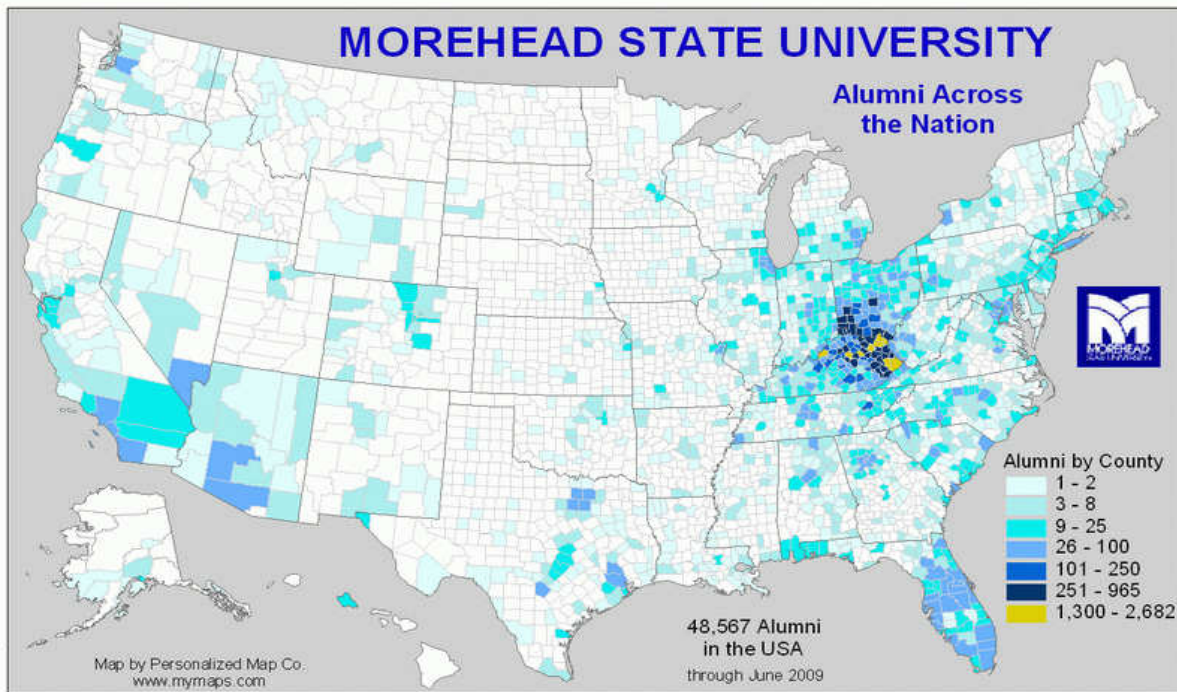 MOREHEAD STATE UNIVERSITY
Alumni Across
the Nation
MOREHEAD
STATE UNIVERSITY
Alumni by County
1 - 2
3 - 8
9 - 25
26 - 100
101 - 250
251 - 965
1,300 - 2,682
48,567 Alumni
in the USA
through June 2009
Map by Personalized Map Co.
www.mymaps.com